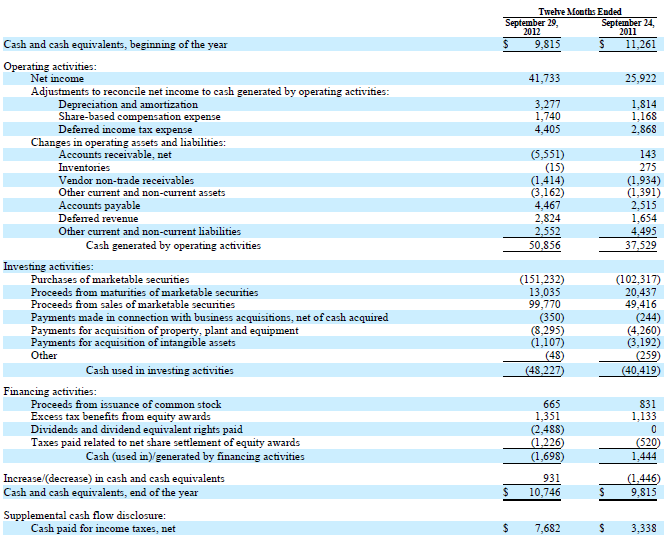 Twelve Months Ended
September 29, 2012 September 24, 2011
Cash and cash equivalents, beginning of the year $ 9,815 $ 11,261
Operating activities:
Net income 41,733 25,922
Adjustments to reconcile net income to cash generated by operating activities:
Depreciation and amortization 3,277 1,814
Share-based compensation expense 1,740 1,168
Deferred income tax expense 4,405 2,868
Changes in operating assets and liabilities:
Accounts receivable, net (5,551) 143
Inventories (15) 275
Vendor non-trade receivables (1,414) (1,934)
Other current and non-current assets (3,162) (1,391)
Accounts payable 4,467 2,515
Deferred revenue 2,824 1,654
Other current and non-current liabilities 2,552 4,495
Cash generated by operating activities 50,856 37,529
Investing activities:
Purchases of marketable securities (151,232) (102,317)
Proceeds from maturities of marketable securities 13,035 20,437
Proceeds from sales of marketable securities 99,770 49,416
Payments made in connection with business acquisitions, net of cash acquired (350) (244)
Payments for acquisition of property, plant and equipment (8,295) (4,260)
Payments for acquisition of intangible assets (1,107) (3,192)
Other (48) (259)
Cash used in investing activities (48,227) (40,419)
Financing activities:
Proceeds from issuance of common stock 665 831
Excess tax benefits from equity awards 1,351 1,133
Dividends and dividend equivalent rights paid (2,488) 0
Taxes paid related to net share settlement of equity awards (1,226) (520)
Cash (used in)/generated by financing activities (1,698) 1,444
Increase/(decrease) in cash and cash equivalents 931 (1,446)
Cash and cash equivalents, end of the year $ 10,746 $ 9,815
Supplemental cash flow disclosure:
Cash paid for income taxes, net $ 7,682 $ 3,338